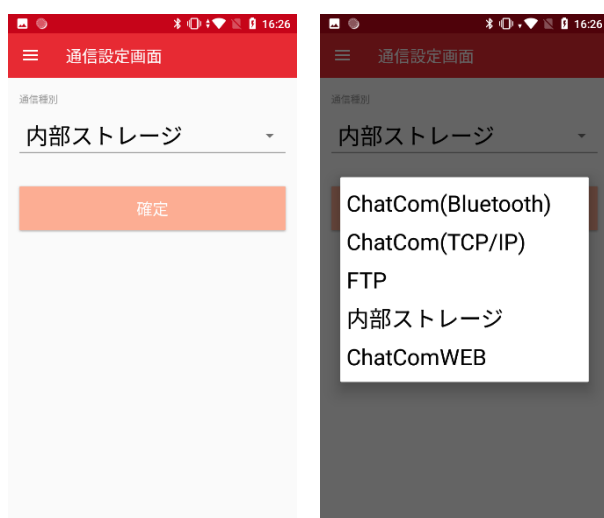 16:26
通信設定画面
通信種別
内部ストレージ
確定
16:26
通信設定画面
通信種別
内部ストレージ
ChatCom(Bluetooth)
ChatCom(TCP/IP)
FTP
内部ストレージ
ChatComWEB